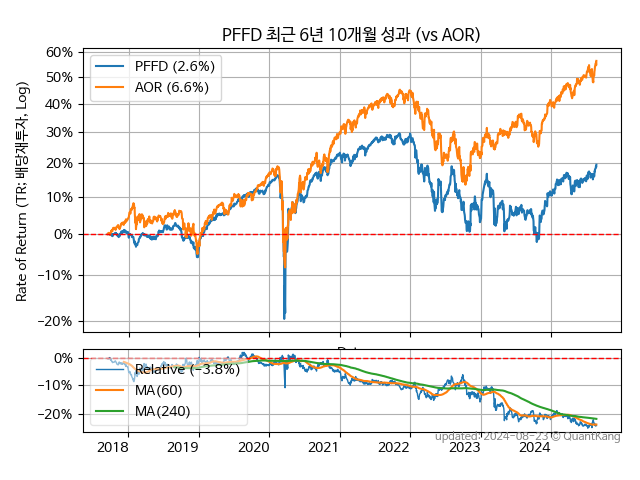 PFFD 최근 6년 10개월 성과 (vs AOR)
Rate of Return (TR: 배당재투자, Log)
60%
50%
40%
30%
20%
10%
0%
−10%
−20%
PFFD (2.6%)
AOR (6.6%)
0%
−10%
−20%
Relative (−3.8%)
MA(60)
MA(240)
2018 2019 2020 2021 2022 2023 2024
updated: 2024-08-23 © QuantKang